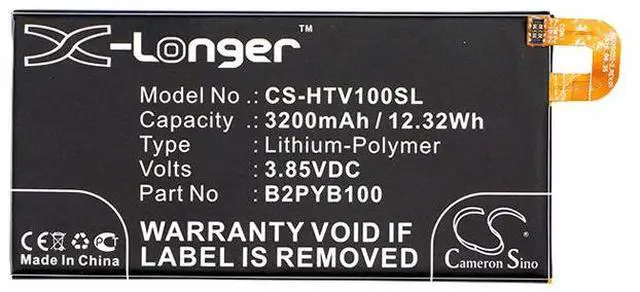 X-Longer™
Model No .: CS-HTV100SL
Capacity .: 3200mAh / 12.32Wh
Type .: Lithium-Polymer
Volts .: 3.85VDC
Part No .: B2PYB100
WARRANTY VOID IF
LABEL IS REMOVED
Made In China
CS
Cameron Sino